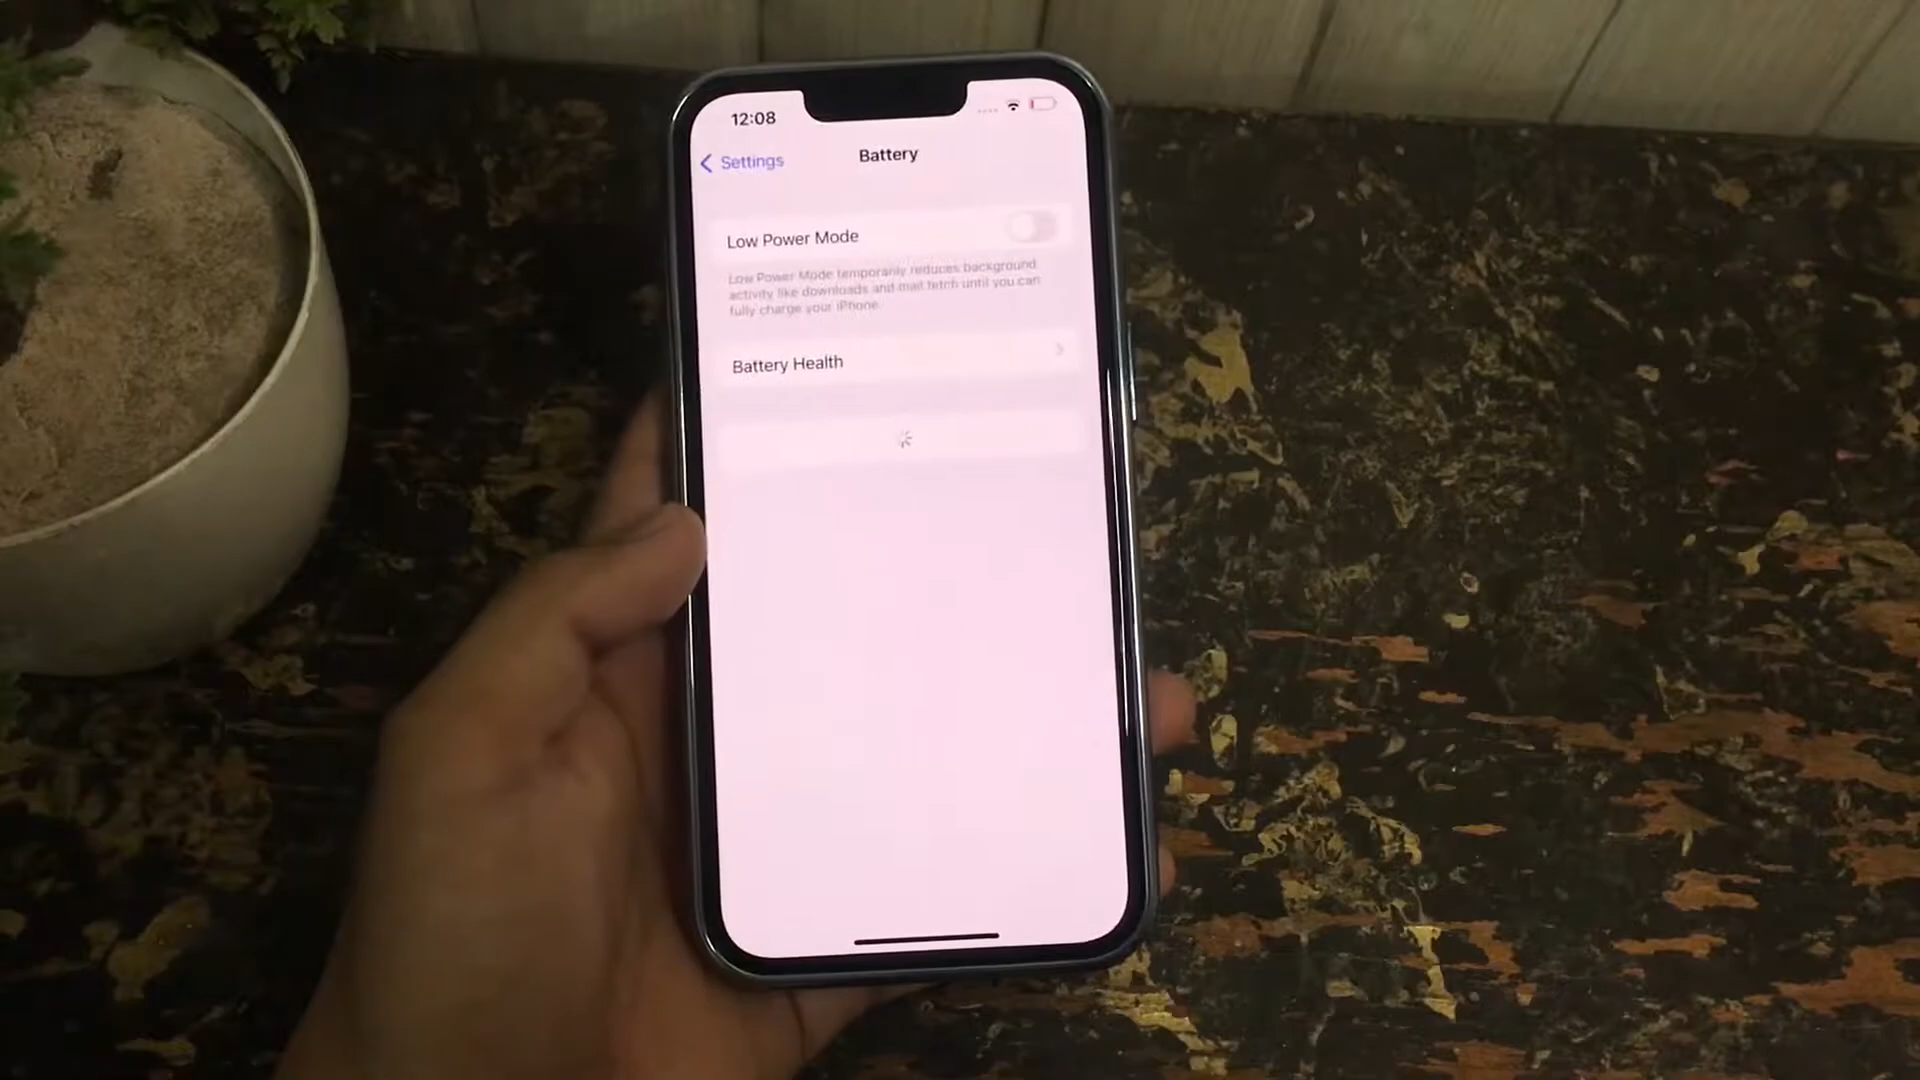 12:08
Settings
Battery
Low Power Mode
Low Power Mode temporarily reduces background
activity like downloads and mail fetch until you can
fully charge your iPhone.
Battery Health